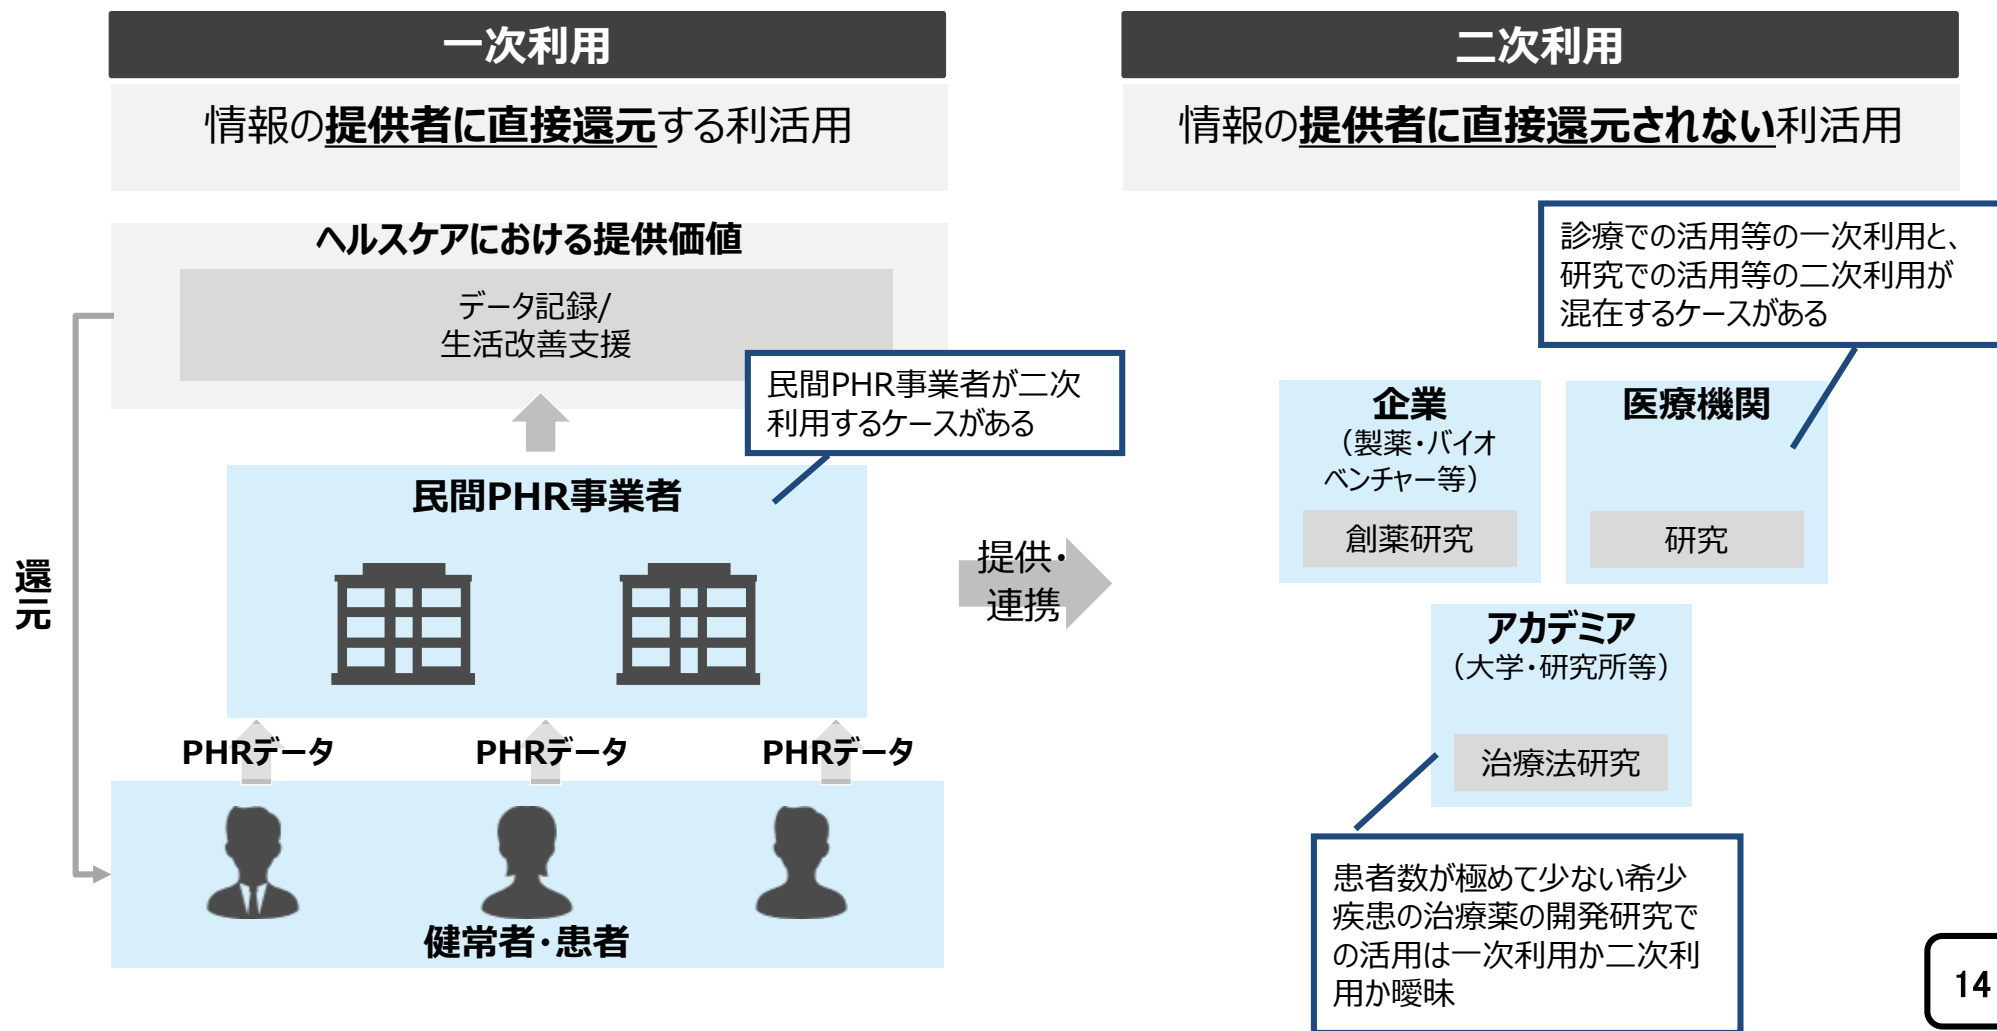 一次利用
情報の提供者に直接還元する利活用
ヘルスケアにおける提供価値
データ記録/
生活改善支援
民間PHR事業者が二次
利用するケースがある
民間PHR事業者
還元
PHRデータ
PHRデータ
PHRデータ
健常者・患者
提供・
連携
二次利用
情報の提供者に直接還元されない利活用
診療での活用等の一次利用と、
研究での活用等の二次利用が
混在するケースがある
企業
（製薬・バイオ
ベンチャー等）
創薬研究
医療機関
研究
アカデミア
（大学・研究所等）
治療法研究
患者数が極めて少ない希少
疾患の治療薬の開発研究で
の活用は一次利用か二次利
用か曖昧
14